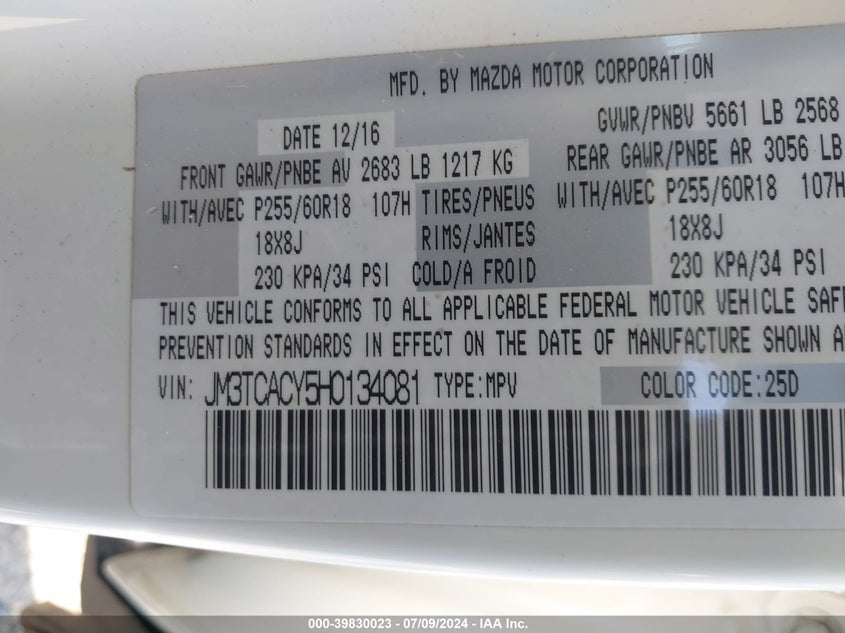 MFD. BY MAZDA MOTOR CORPORATION
DATE 12/16 GVWR/PNBV 5661 LB 2568
FRONT GAWR/PNBE AV 2683 LB 1217 KG REAR GAWR/PNBE AR 3056 LB
WITH/AVEC P255/60R18 107H TIRES/PNEUS WITH/AVEC P255/60R18 107H
18X8J RIMS/JANTES 18X8J
230 KPA/34 PSI COLD/A FROID 230 KPA/34 PSI
THIS VEHICLE CONFORMS TO ALL APPLICABLE FEDERAL MOTOR VEHICLE SAF
PREVENTION STANDARDS IN EFFECT ON THE DATE OF MANUFACTURE SHOWN A
VIN: JM3TCACY5H0134081 TYPE:MPV COLOR CODE:25D
000-39830023 - 07/09/2024 - IAA Inc.